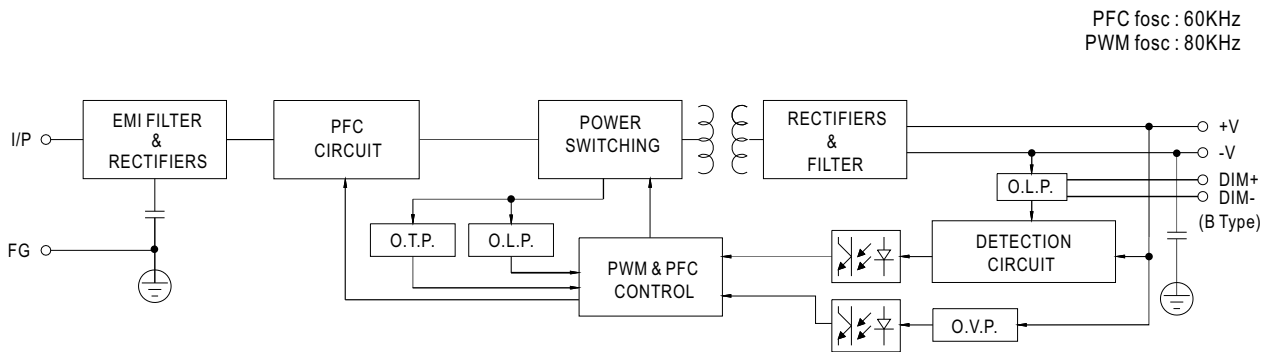 PFC fosc : 60KHz
PWM fosc : 80KHz
I/P
EMI FILTER
&
RECTIFIERS
PFC
CIRCUIT
POWER
SWITCHING
RECTIFIERS
&
FILTER
+V
-V
DIM+
DIM-
(B Type)
O.L.P.
FG
O.T.P.
O.L.P.
PWM & PFC
CONTROL
DETECTION
CIRCUIT
O.V.P.